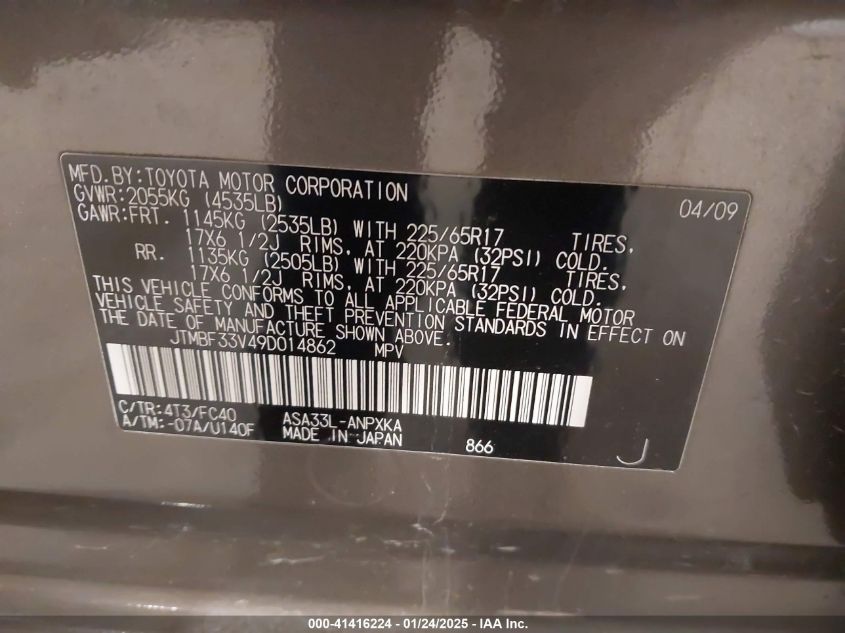 MFD.BY:TOYOTA MOTOR CORPORATION 04/09
GVWR:2055KG (4535LB)
GAWR:FRT. 1145KG (2535LB) WITH 225/65R17 TIRES,
17X6 1/2J RIMS, AT 220KPA (32PSI) COLD.
RR. 1135KG (2505LB) WITH 225/65R17 TIRES,
17X6 1/2J RIMS, AT 220KPA (32PSI) COLD.
THIS VEHICLE CONFORMS TO ALL APPLICABLE FEDERAL MOTOR
VEHICLE SAFETY AND THEFT PREVENTION STANDARDS IN EFFECT ON
THE DATE OF MANUFACTURE SHOWN ABOVE.
JTMBF33V49D014862 MPV
C/TR:4T3/FC40 ASA33L-ANPXKA
A/TM:-07A/U140F MADE IN JAPAN 866 J
000-41416224 - 01/24/2025 - IAA Inc.